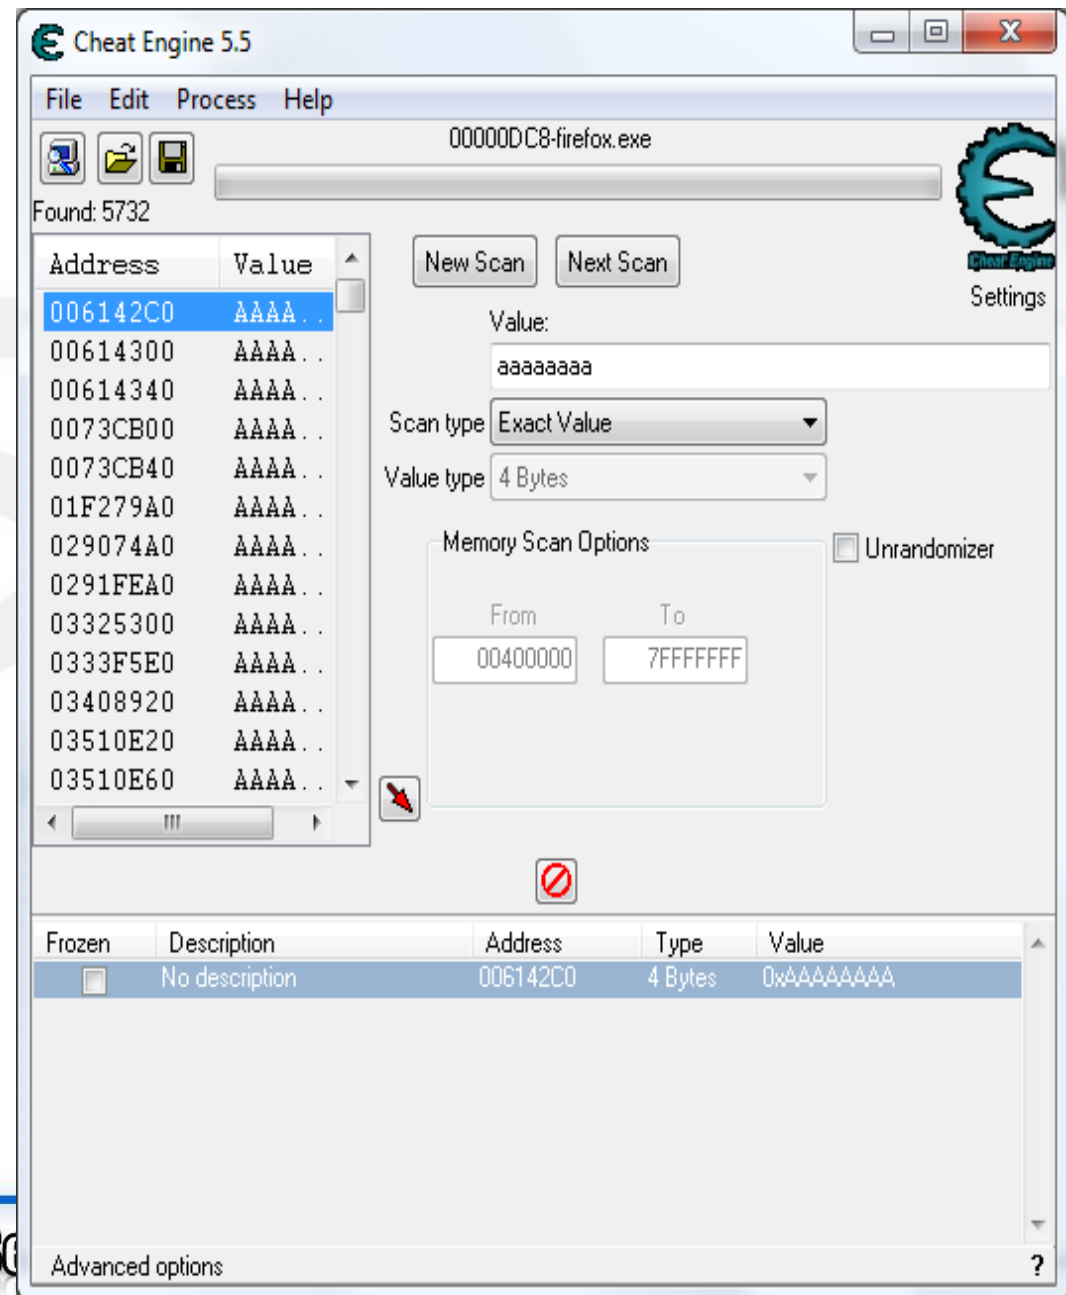 Cheat Engine 5.5
File Edit Process Help
00000DC8-firefox.exe
Found: 5732
Address Value
006142C0 AAAA..
00614300 AAAA..
00614340 AAAA..
0073CB00 AAAA..
0073CB40 AAAA..
01F279A0 AAAA..
029074A0 AAAA..
0291FEA0 AAAA..
03325300 AAAA..
0333F5E0 AAAA..
03408920 AAAA..
03510E20 AAAA..
03510E60 AAAA..
New Scan Next Scan
Cheat Engine
Settings
Value:
aaaaaaaa
Scan type Exact Value
Value type 4 Bytes
Memory Scan Options
Unrandomizer
From To
00400000 7FFFFFFF
Frozen Description Address Type Value
No description 006142C0 4 Bytes 0xAAAAAAAA
Advanced options ?